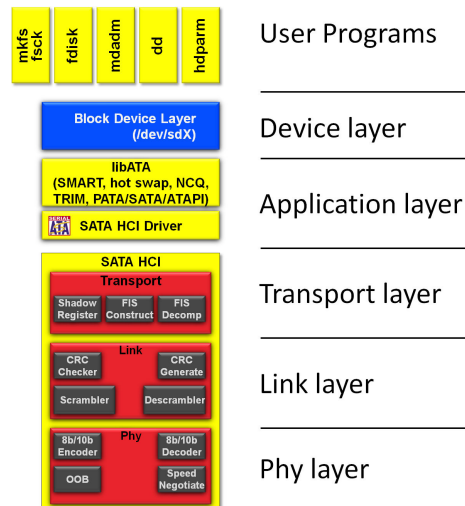 mkfs
fsck
fdisk
mdadm
dd
hdparm
User Programs
Block Device Layer
(/dev/sdX)
Device layer
libATA
(SMART, hot swap, NCQ,
TRIM, PATA/SATA/ATAPI)
SERIAL
ATA
SATA HCI Driver
Application layer
SATA HCI
Transport
Shadow
Register
FIS
Construct
FIS
Decomp
Transport layer
Link
CRC
Checker
CRC
Generate
Scrambler
Descrambler
Link layer
Phy
8b/10b
Encoder
8b/10b
Decoder
OOB
Speed
Negotiate
Phy layer